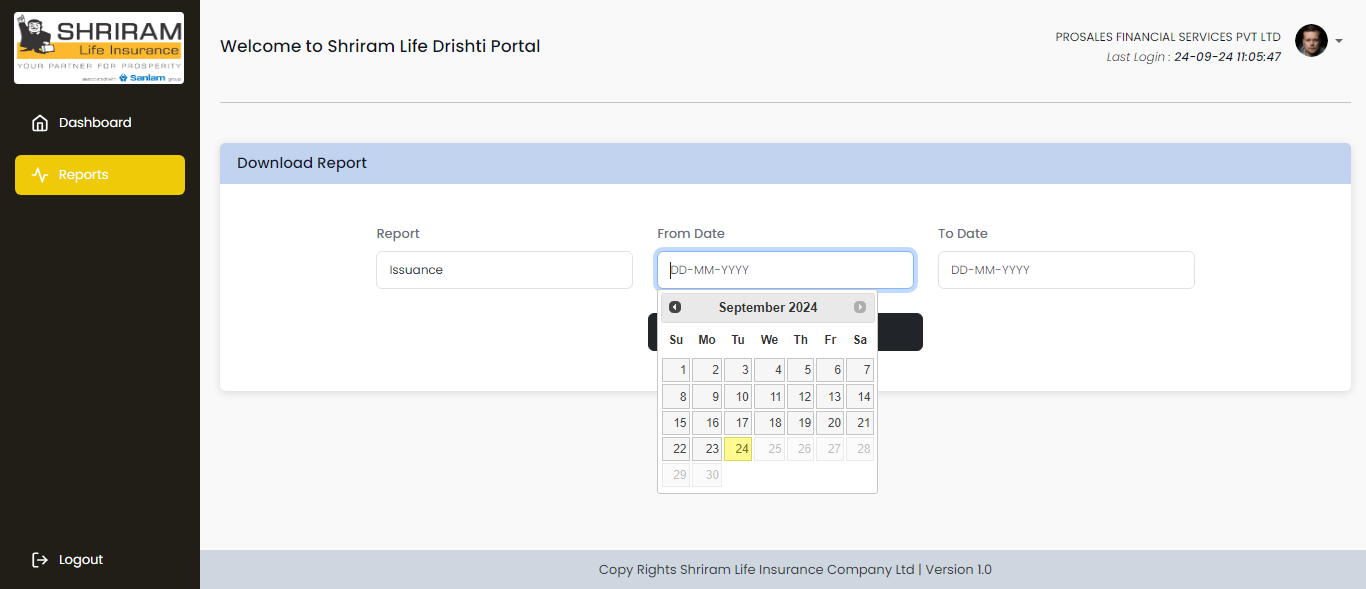 SHRIRAM
Life Insurance
YOUR PARTNER FOR PROSPERITY
Sanlam group
Dashboard
Reports
Logout
Welcome to Shriram Life Drishti Portal
PROSALES FINANCIAL SERVICES PVT LTD
Last Login : 24-09-24 11:05:47
Download Report
Report
From Date
To Date
Issuance
DD-MM-YYYY
DD-MM-YYYY
September 2024
Su Mo Tu We Th Fr Sa
1 2 3 4 5 6 7
8 9 10 11 12 13 14
15 16 17 18 19 20 21
22 23 24 25 26 27 28
29 30
Copy Rights Shriram Life Insurance Company Ltd | Version 1.0